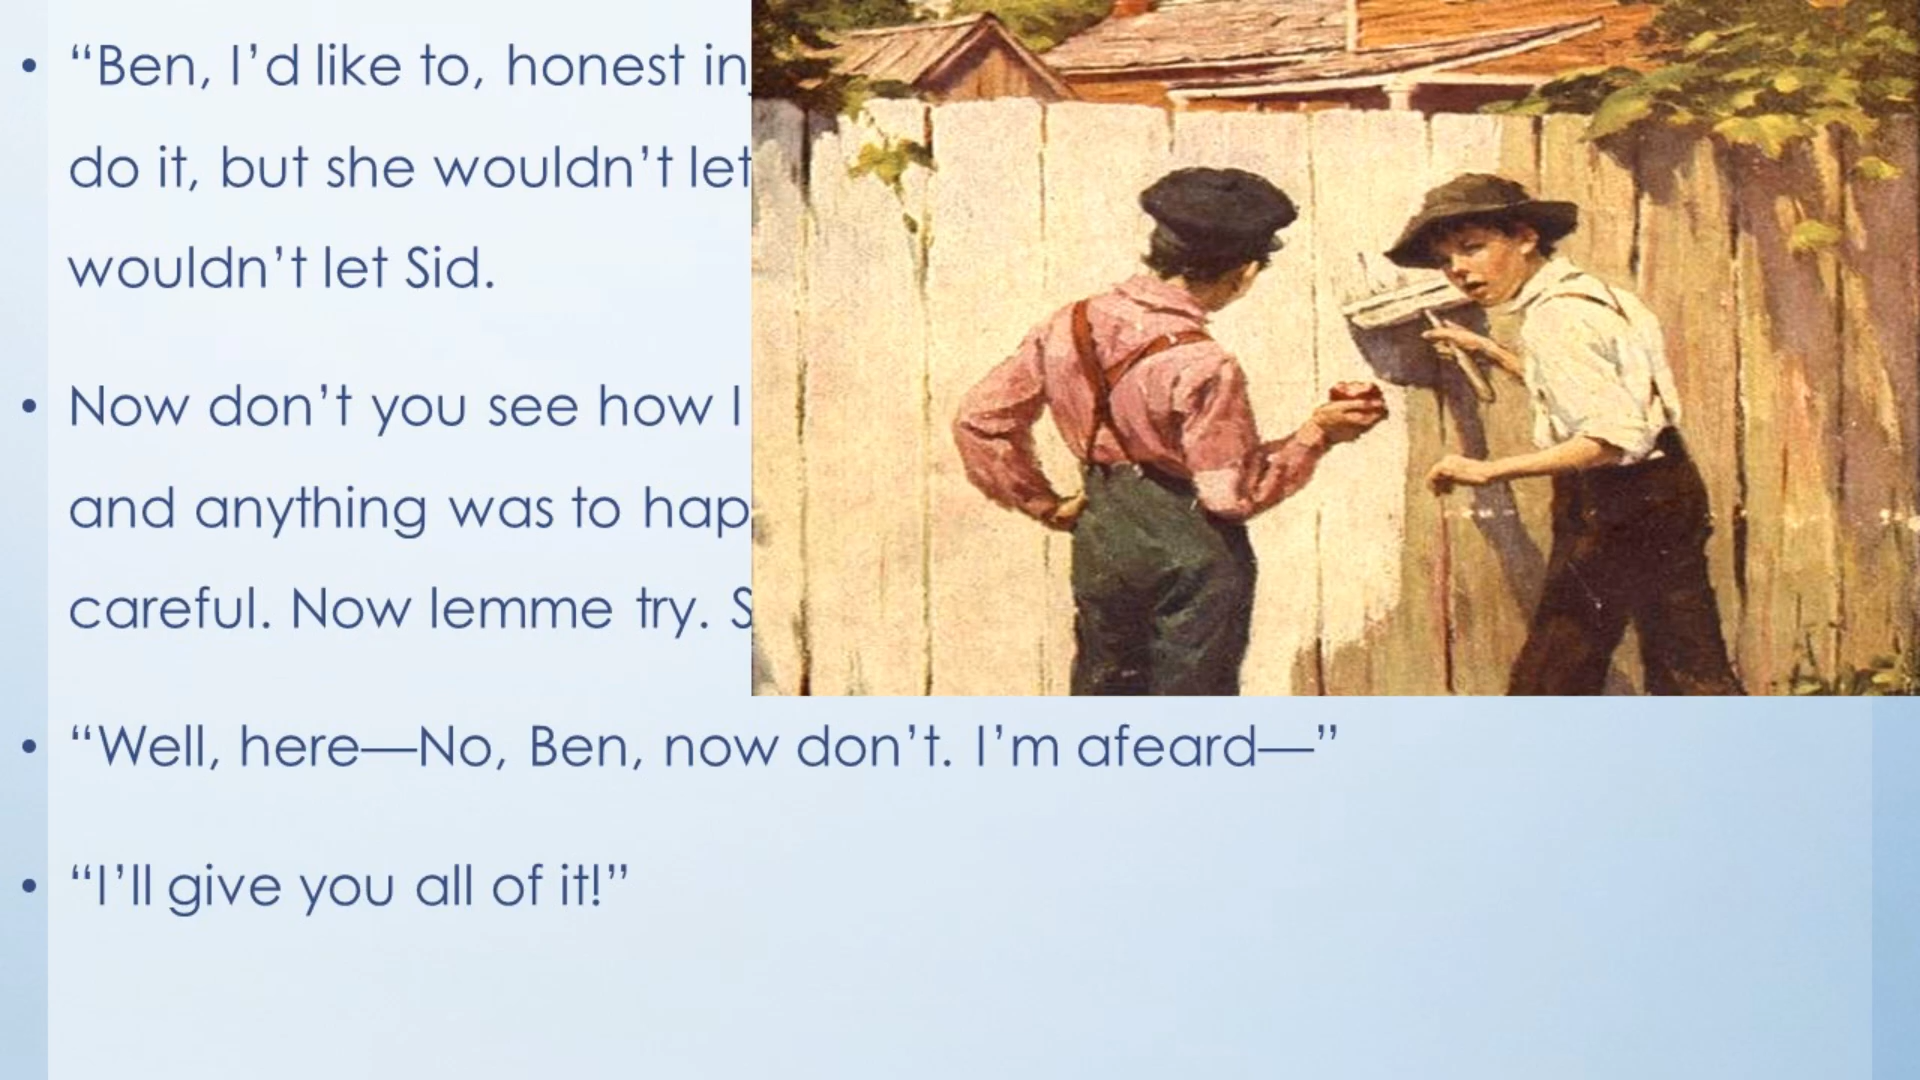 • “Ben, I’d like to, honest
do it, but she wouldn’t let
wouldn’t let Sid.
• Now don’t you see how I
and anything was to hap
careful. Now lemme try. S
• “Well, here—No, Ben, now don’t. I’m afeard—”
• “I’ll give you all of it!”